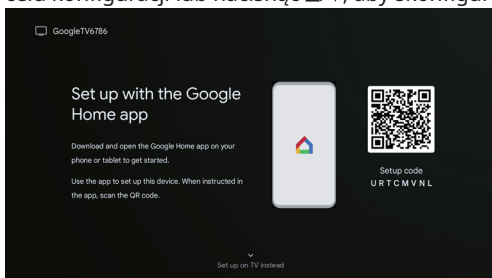 GoogleTV6786
Set up with the Google
Home app
Download and open the Google Home app on your
phone or tablet to get started.
Use the app to set up this device. When instructed in
the app, scan the QR code.
Setup code
URTCMVNL
Set up on TV instead